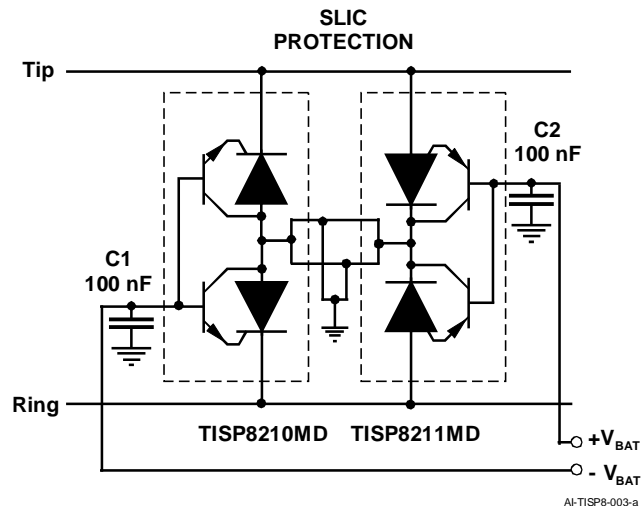 SLIC
PROTECTION
Tip
C2
100 nF
C1
100 nF
Ring
TISP8210MD
TISP8211MD
+VBAT
- VBAT
AI-TISP8-003-a